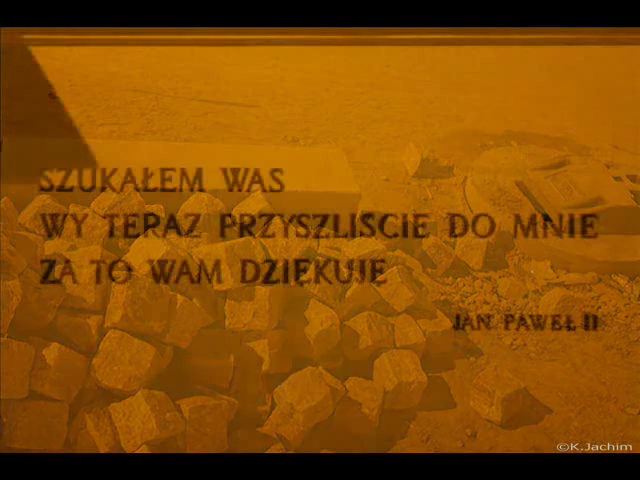 SZUKAŁEM WAS
WY TERAZ PRZYSZLISCIE DO MNIE
ZA TO WAM DZIĘKUJE
JAN PAWEŁ II
©K.Jachim